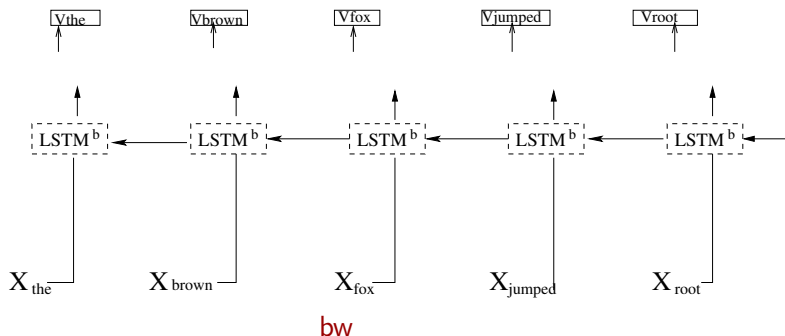 Vthe Vbrown Vfox Vjumped Vroot
LSTM b LSTM b LSTM b LSTM b LSTM b
X the X brown X fox X jumped X root
bw